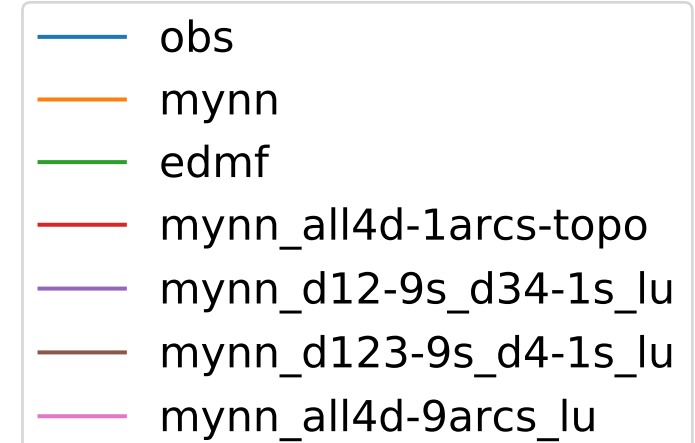 obs
mynn
edmf
mynn_all4d-1arcs-topo
mynn_d12-9s_d34-1s_lu
mynn_d123-9s_d4-1s_lu
mynn_all4d-9arcs_lu